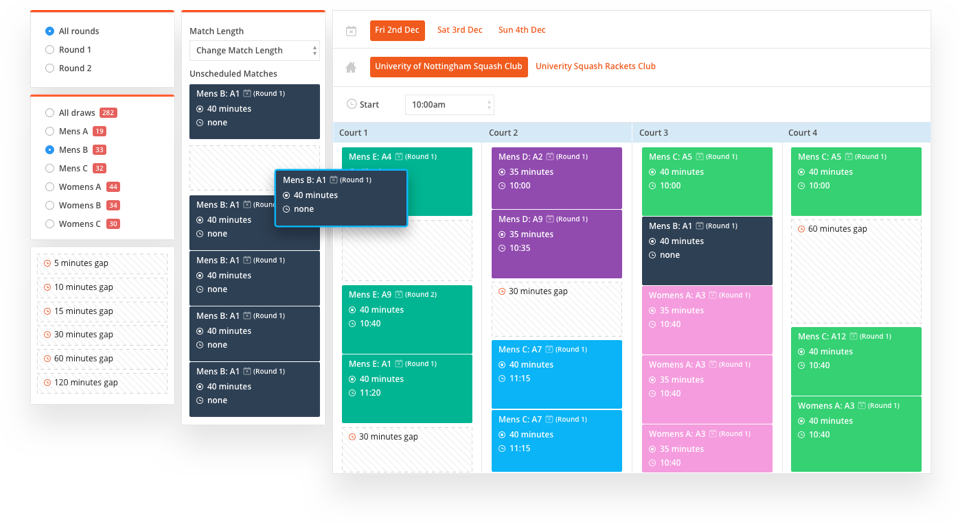 All rounds
Round 1
Round 2
All draws 282
Mens A 19
Mens B 33
Mens C 32
Womens A 44
Womens B 34
Womens C 30
5 minutes gap
10 minutes gap
15 minutes gap
30 minutes gap
60 minutes gap
120 minutes gap
Match Length
Change Match Length
Unscheduled Matches
Mens B: A1 (Round 1)
40 minutes
none
Mens B: A1 (Round 1)
40 minutes
none
Mens B: A1 (Roun
40 minutes
none
Mens B: A1 (Round 1)
40 minutes
none
Mens B: A1 (Round 1)
40 minutes
none
Mens B: A1 (Round 1)
40 minutes
none
Fri 2nd Dec Sat 3rd Dec Sun 4th Dec
Univerity of Nottingham Squash Club Univerity Squash Rackets Club
Start 10:00am
Court 1 Court 2 Court 3 Court 4
Mens E: A4 (Round 1)
Mens E: A9 (Round 2)
40 minutes
10:40
Mens E: A1 (Round 1)
40 minutes
11:20
30 minutes gap
Mens D: A2 (Round 1)
35 minutes
10:00
Mens D: A9 (Round 1)
35 minutes
10:35
30 minutes gap
Mens C: A7 (Round 1)
40 minutes
11:15
Mens C: A7 (Round 1)
40 minutes
11:15
Mens C: A5 (Round 1)
40 minutes
10:00
Mens B: A1 (Round 1)
40 minutes
none
Womens A: A3 (Round 1)
35 minutes
10:40
Womens A: A3 (Round 1)
35 minutes
10:40
Womens A: A3 (Round 1)
35 minutes
10:40
Mens C: A5 (Round 1)
40 minutes
10:00
60 minutes gap
Mens C: A12 (Round 1)
40 minutes
10:40
Womens A: A3 (Round 1)
40 minutes
10:40